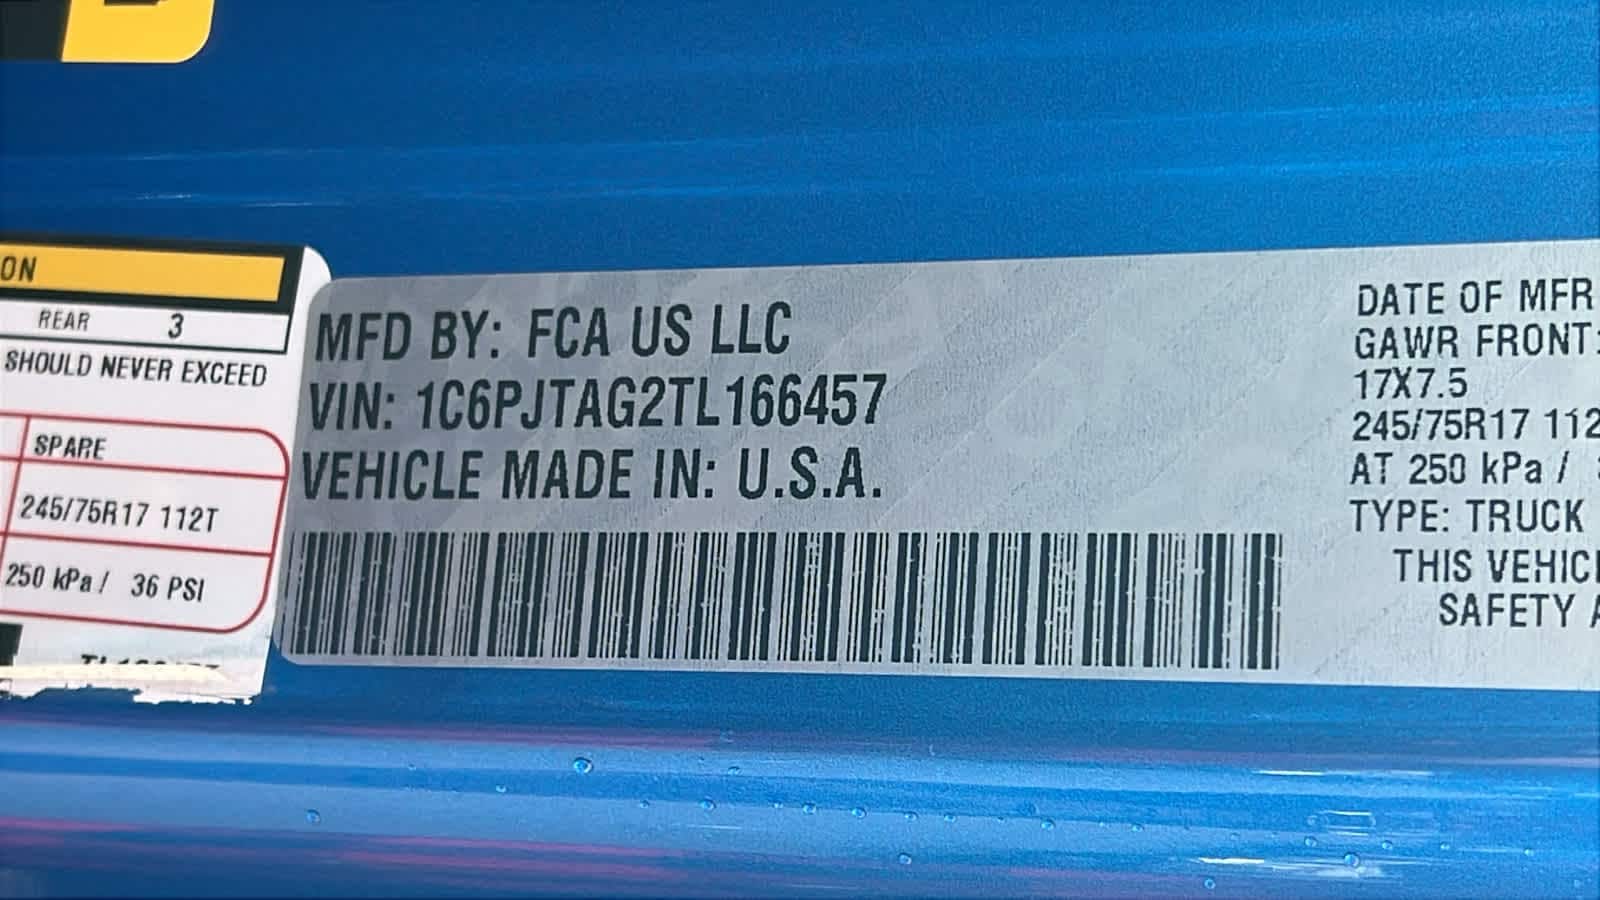 ON
REAR 3
SHOULD NEVER EXCEED
SPARE
245/75R17 112T
250 kPa / 36 PSI
MFD BY: FCA US LLC
VIN: 1C6PJTAG2TL166457
VEHICLE MADE IN: U.S.A.
DATE OF MFR
GAWR FRONT:
17X7.5
245/75R17 112
AT 250 kPa /
TYPE: TRUCK
THIS VEHICL
SAFETY A